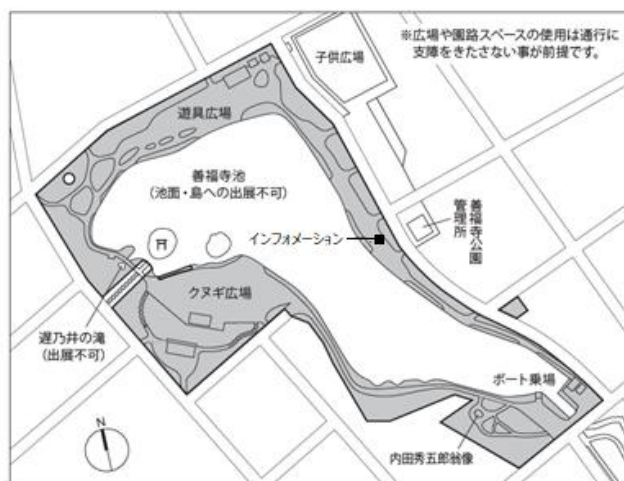 ※広場や園路スペースの使用は通行に
支障をきたさない事が前提です。
子供広場
遊具広場
善福寺池
(池面・島への出展不可)
インフォメーション
善福寺公園
管理所
クヌギ広場
遅乃井の滝
(出展不可)
ボート乗場
N
内田秀五郎翁像